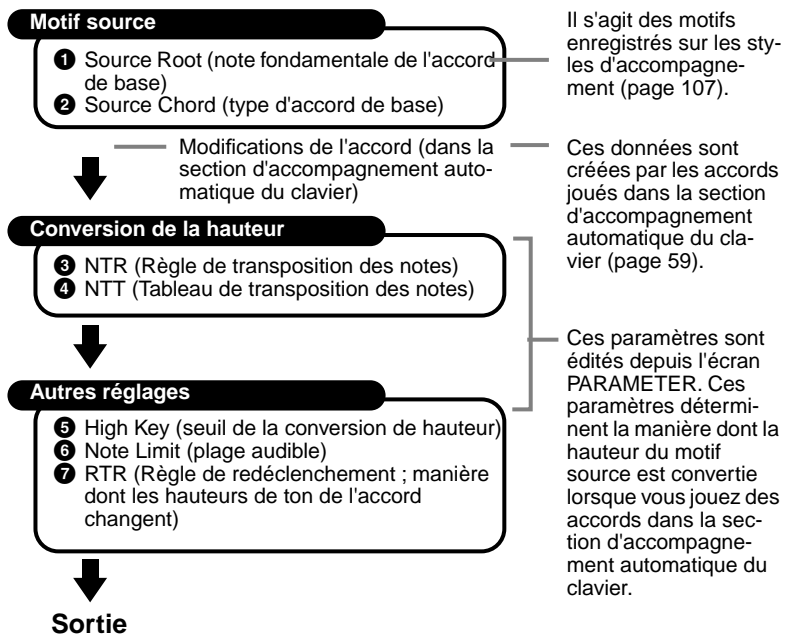 Motif source
❶ Source Root (note fondamentale de l'accord
de base)
❷ Source Chord (type d'accord de base)
Il s'agit des motifs
enregistrés sur les sty-
les d'accompagne-
ment (page 107).
Modifications de l'accord (dans la
section d'accompagnement auto-
matique du clavier)
Ces données sont
créées par les accords
joués dans la section
d'accompagnement
automatique du cla-
vier (page 59).
Conversion de la hauteur
❸ NTR (Règle de transposition des notes)
❹ NTT (Tableau de transposition des notes)
Ces paramètres sont
édités depuis l'écran
PARAMETER. Ces
paramètres détermi-
nent la manière dont la
hauteur du motif
source est convertie
lorsque vous jouez des
accords dans la sec-
tion d'accompagne-
ment automatique du
clavier.
Autres réglages
❺ High Key (seuil de la conversion de hauteur)
❻ Note Limit (plage audible)
❼ RTR (Règle de redéclenchement ; manière
dont les hauteurs de ton de l'accord
changent)
Sortie